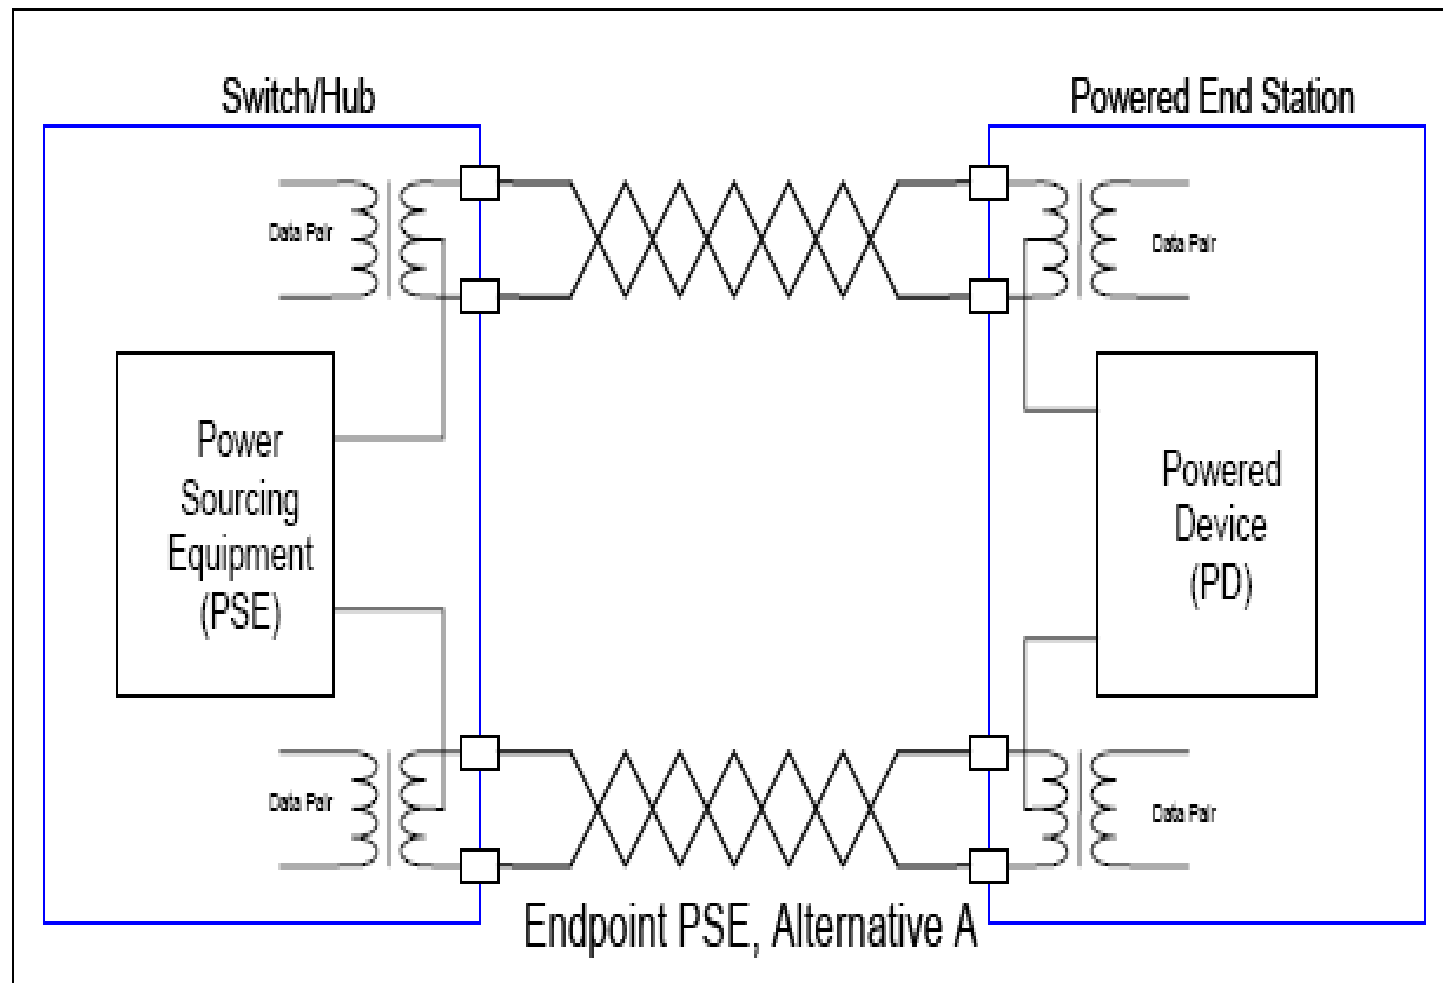 Switch/Hub
Powered End Station
Data Pair
Data Pair
Power
Sourcing
Equipment
(PSE)
Powered
Device
(PD)
Data Pair
Data Pair
Endpoint PSE, Alternative A